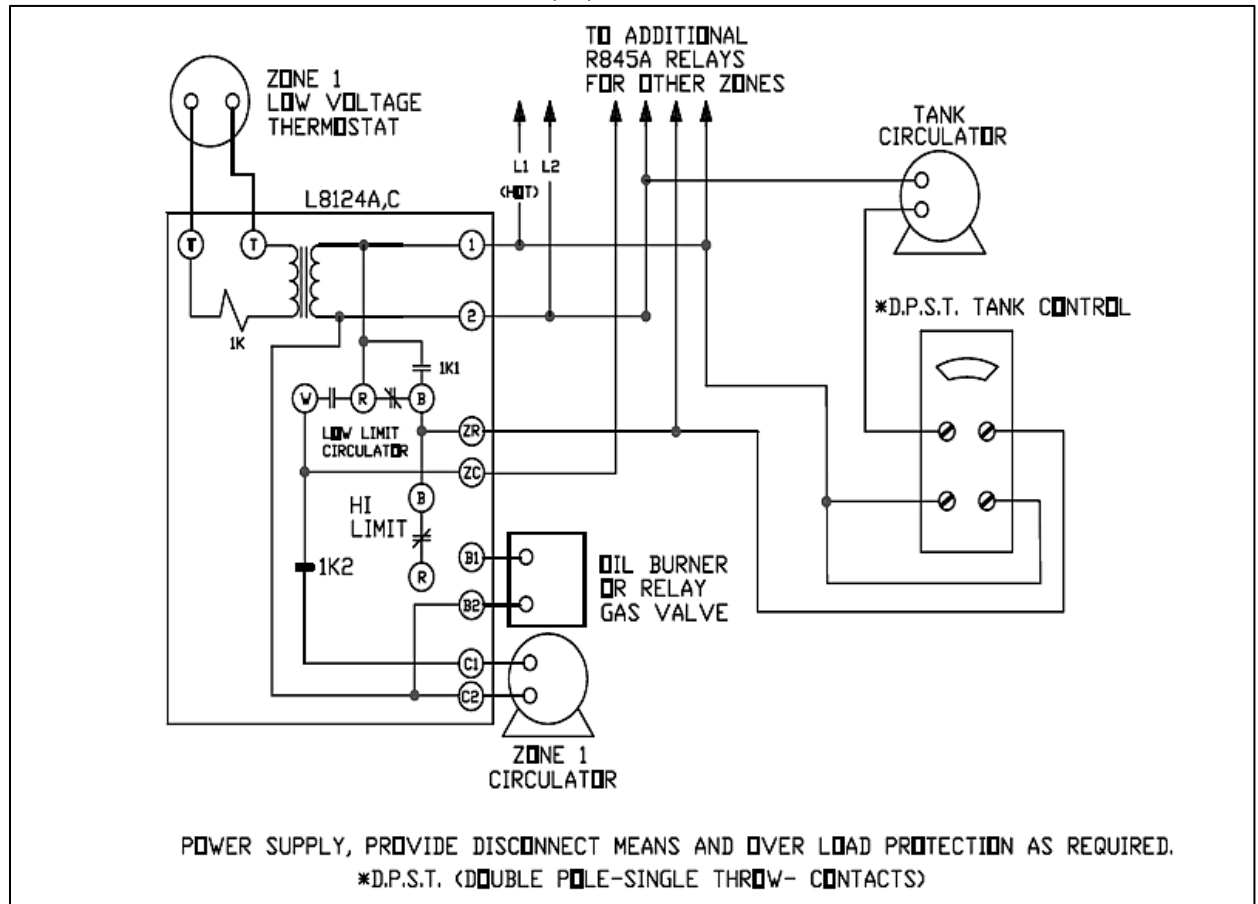 TO ADDITIONAL
R845A RELAYS
FOR OTHER ZONES
ZONE 1
LOW VOLTAGE
THERMOSTAT
TANK
CIRCULATOR
L1 L2
(HOT)
L8124A,C
T T 1
*D.P.S.T. TANK CONTROL
2
1K
1K1
W R B
LOW LIMIT
CIRCULATOR
ZR
ZC
HI
LIMIT
B
R
1K2
B1
B2
OIL BURNER
OR RELAY
GAS VALVE
C1
C2
ZONE 1
CIRCULATOR
POWER SUPPLY, PROVIDE DISCONNECT MEANS AND OVER LOAD PROTECTION AS REQUIRED.
*D.P.S.T. (DOUBLE POLE-SINGLE THROW- CONTACTS)